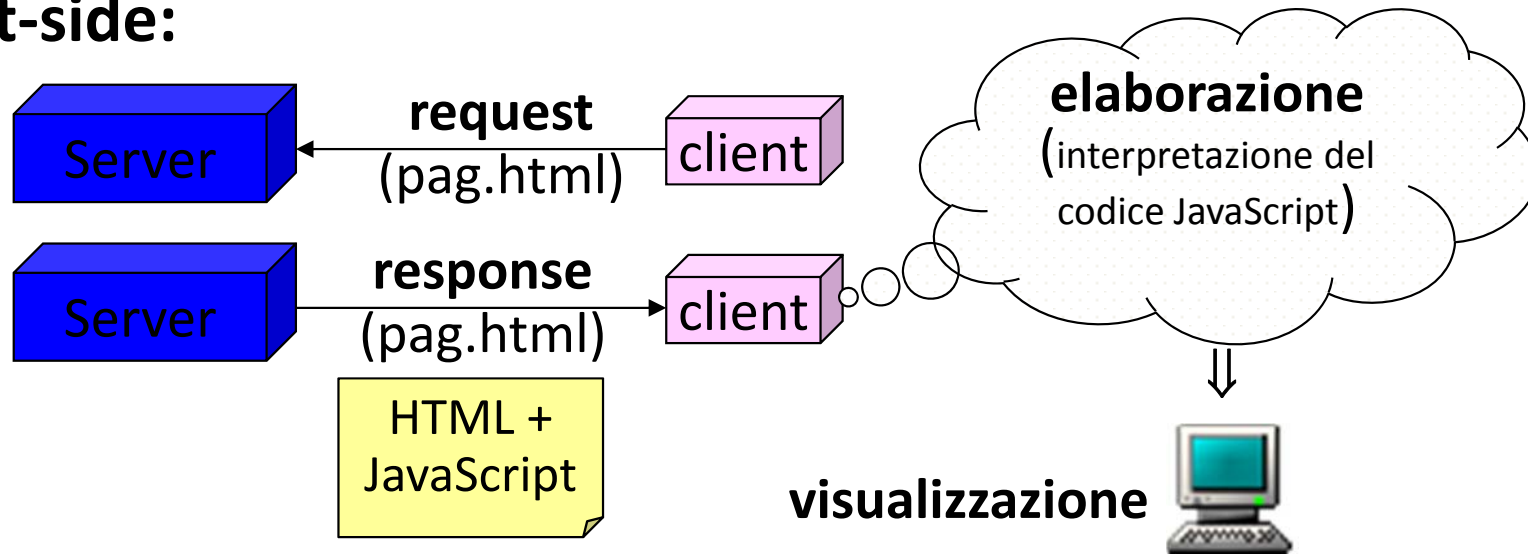 t-side:
request
(pag.html)
Server
client
elaborazione
(interpretazione del
codice JavaScript)
response
(pag.html)
Server
client
HTML +
JavaScript
visualizzazione